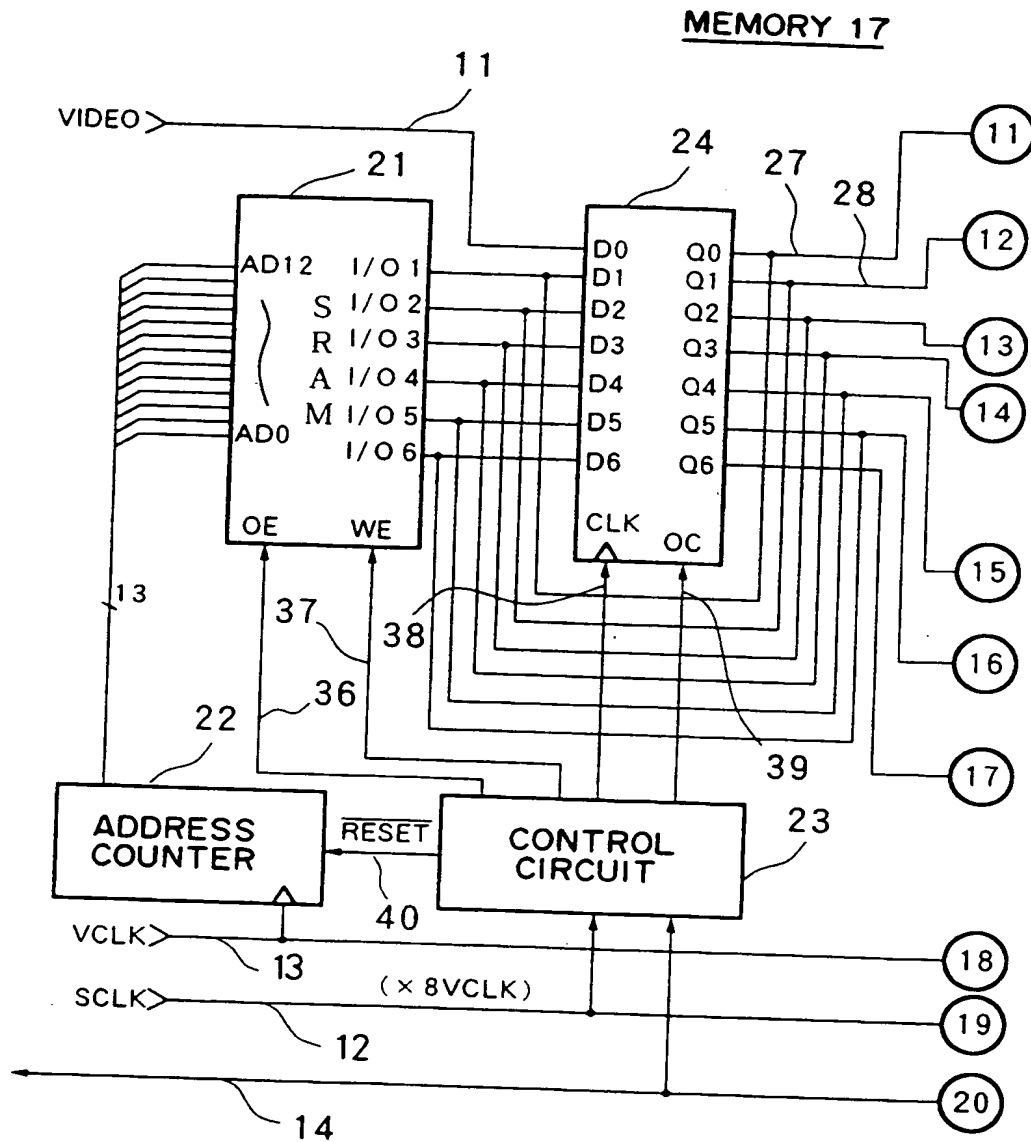 MEMORY 17
11
VIDEO
21
24
27
28
11
12
13
14
15
16
17
18
19
20
AD12
AD0
SRAM
I/O 1
I/O 2
I/O 3
I/O 4
I/O 5
I/O 6
OE
WE
D0
D1
D2
D3
D4
D5
D6
Q0
Q1
Q2
Q3
Q4
Q5
Q6
CLK
OC
13
37
36
38
39
22
ADDRESS
COUNTER
RESET
40
CONTROL
CIRCUIT
23
VCLK
13
SCLK
(×8VCLK)
12
14